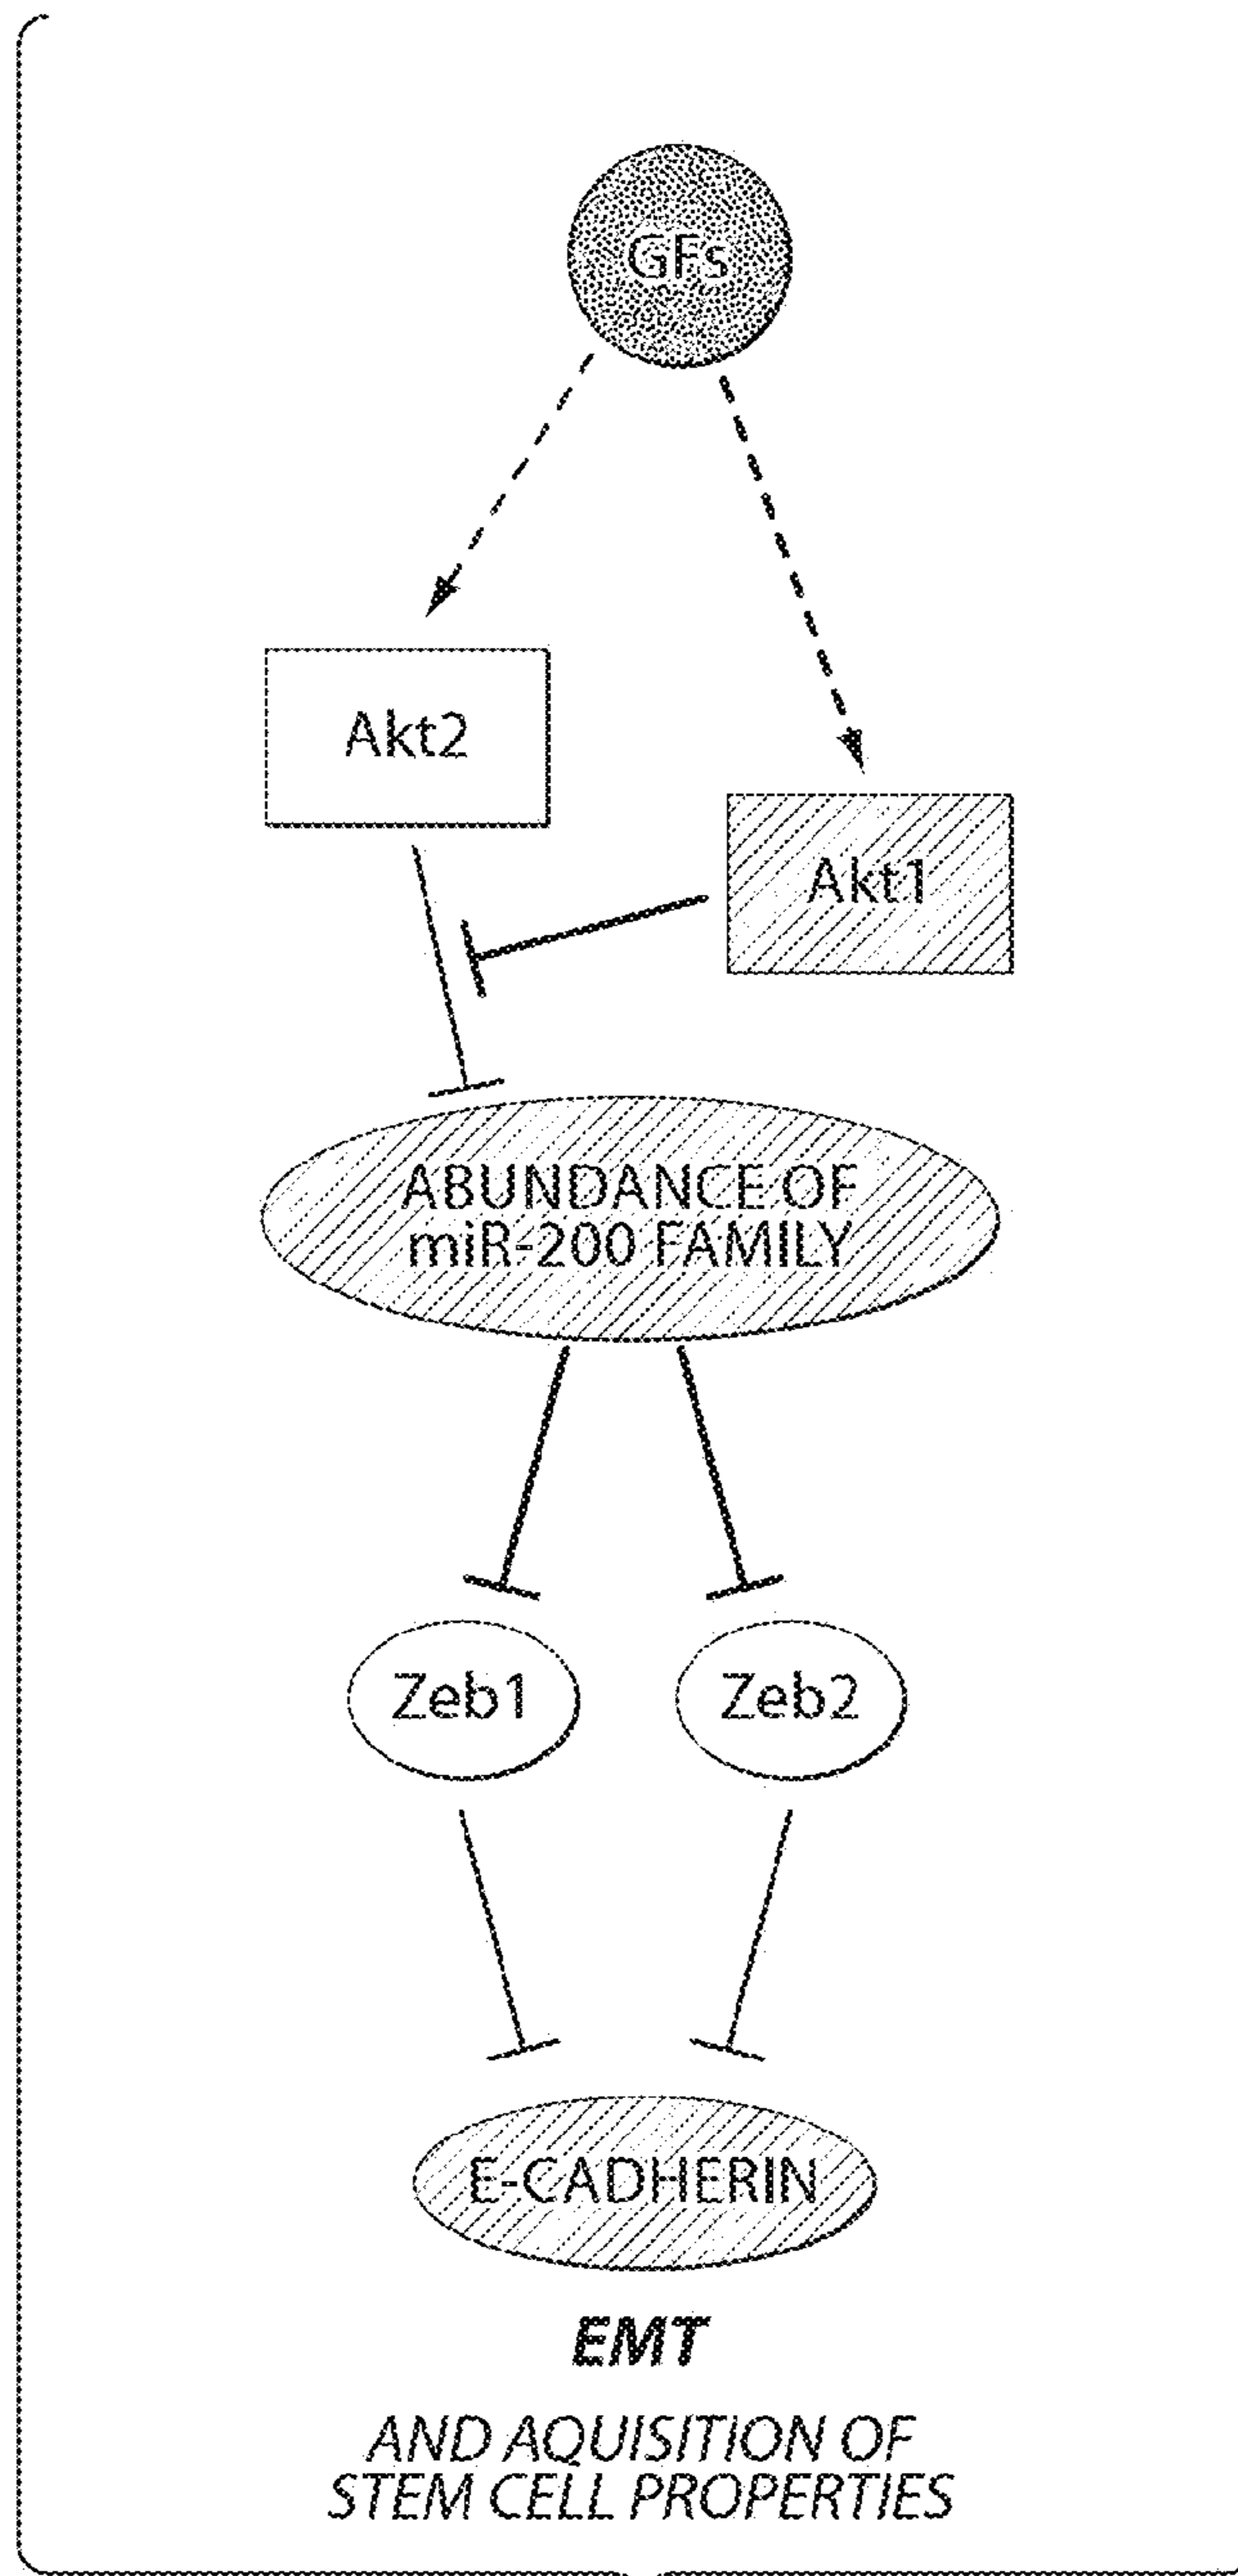 GFs
Akt2
Akt1
ABUNDANCE OF
miR-200 FAMILY
Zeb1
Zeb2
E-CADHERIN
EMT
AND AQUISITION OF
STEM CELL PROPERTIES